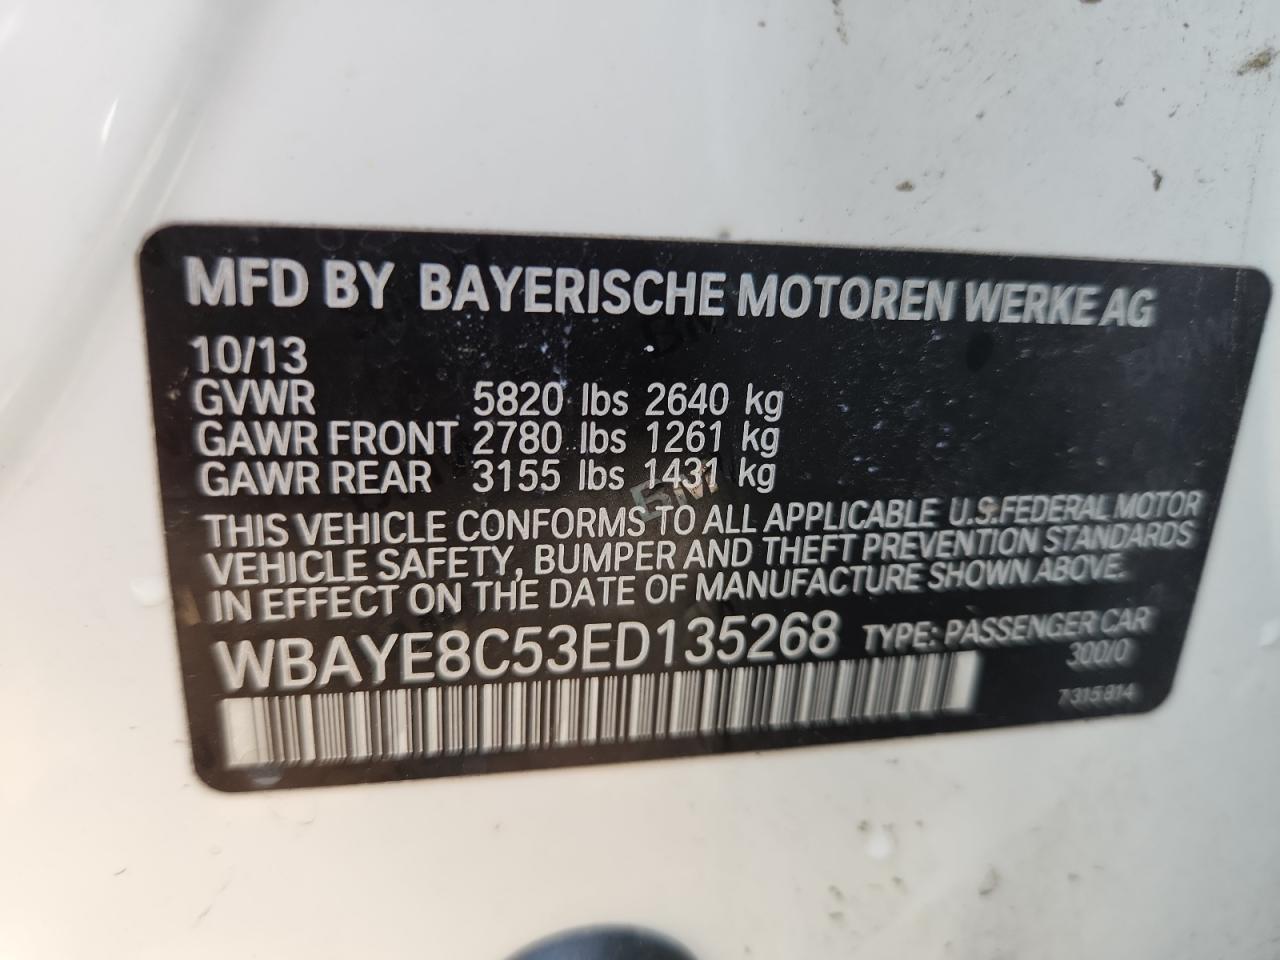 MFD BY BAYERISCHE MOTOREN WERKE AG
10/13
GVWR 5820 lbs 2640 kg
GAWR FRONT 2780 lbs 1261 kg
GAWR REAR 3155 lbs 1431 kg
THIS VEHICLE CONFORMS TO ALL APPLICABLE U.S.FEDERAL MOTOR
VEHICLE SAFETY, BUMPER AND THEFT PREVENTION STANDARDS
IN EFFECT ON THE DATE OF MANUFACTURE SHOWN ABOVE.
WBAYE8C53ED135268 TYPE: PASSENGER CAR
300/0
7315814